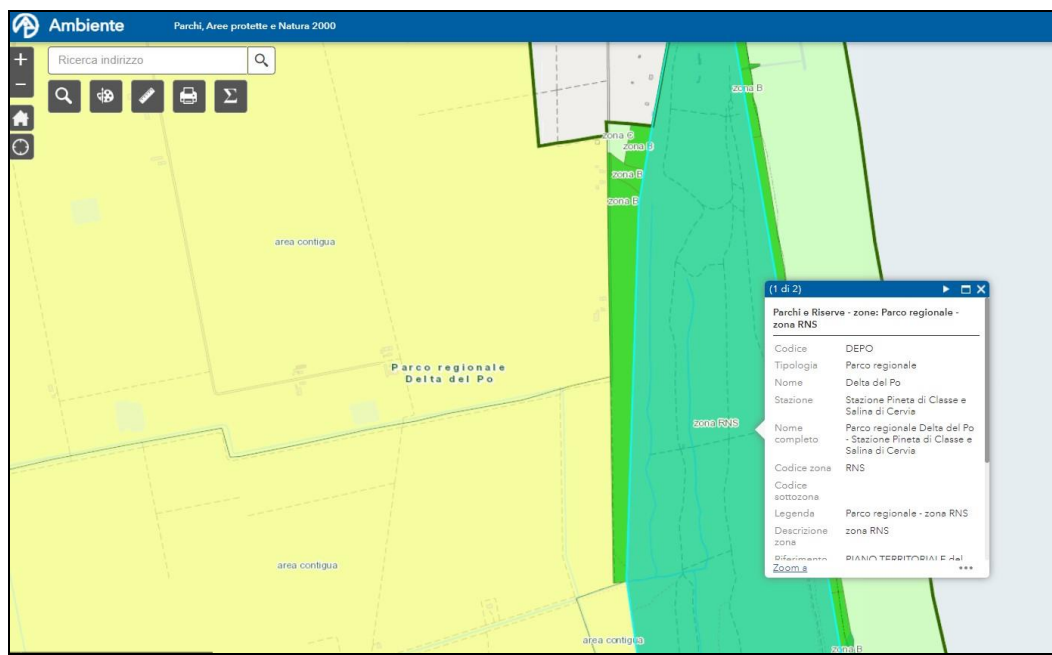 Ambiente
Parchi, Aree protette e Natura 2000
+
Ricerca indirizzo
−
Σ
zona B
zona B
zona B
zona B
area contigua
Parco regionale
Delta del Po
zona RNS
(1 di 2)
Parchi e Riserve - zone: Parco regionale -
zona RNS
Codice DEPO
Tipologia Parco regionale
Nome Delta del Po
Stazione Stazione Pineta di Classe e
Salina di Cervia
Nome Parco regionale Delta del Po
completo - Stazione Pineta di Classe e
Salina di Cervia
Codice zona RNS
Codice
sottozona
Legenda Parco regionale - zona RNS
Descrizione zona RNS
zona
Riferimento PIANO TERRITORIALE del
Zoom a
area contigua
area contigua
zona B